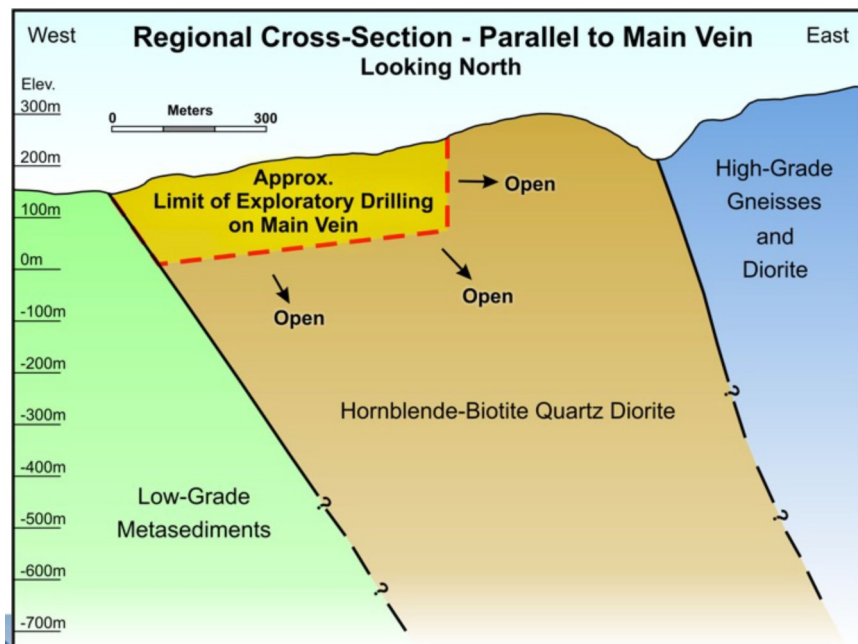 West
Regional Cross-Section - Parallel to Main Vein
East
Looking North
Elev.
0
Meters
300
300m
200m
100m
0m
-100m
-200m
-300m
-400m
-500m
-600m
-700m
Approx.
Limit of Exploratory Drilling
on Main Vein
Open
Open
Open
High-Grade
Gneisses
and
Diorite
Hornblende-Biotite Quartz Diorite
Low-Grade
Metasediments
?
?
?
?